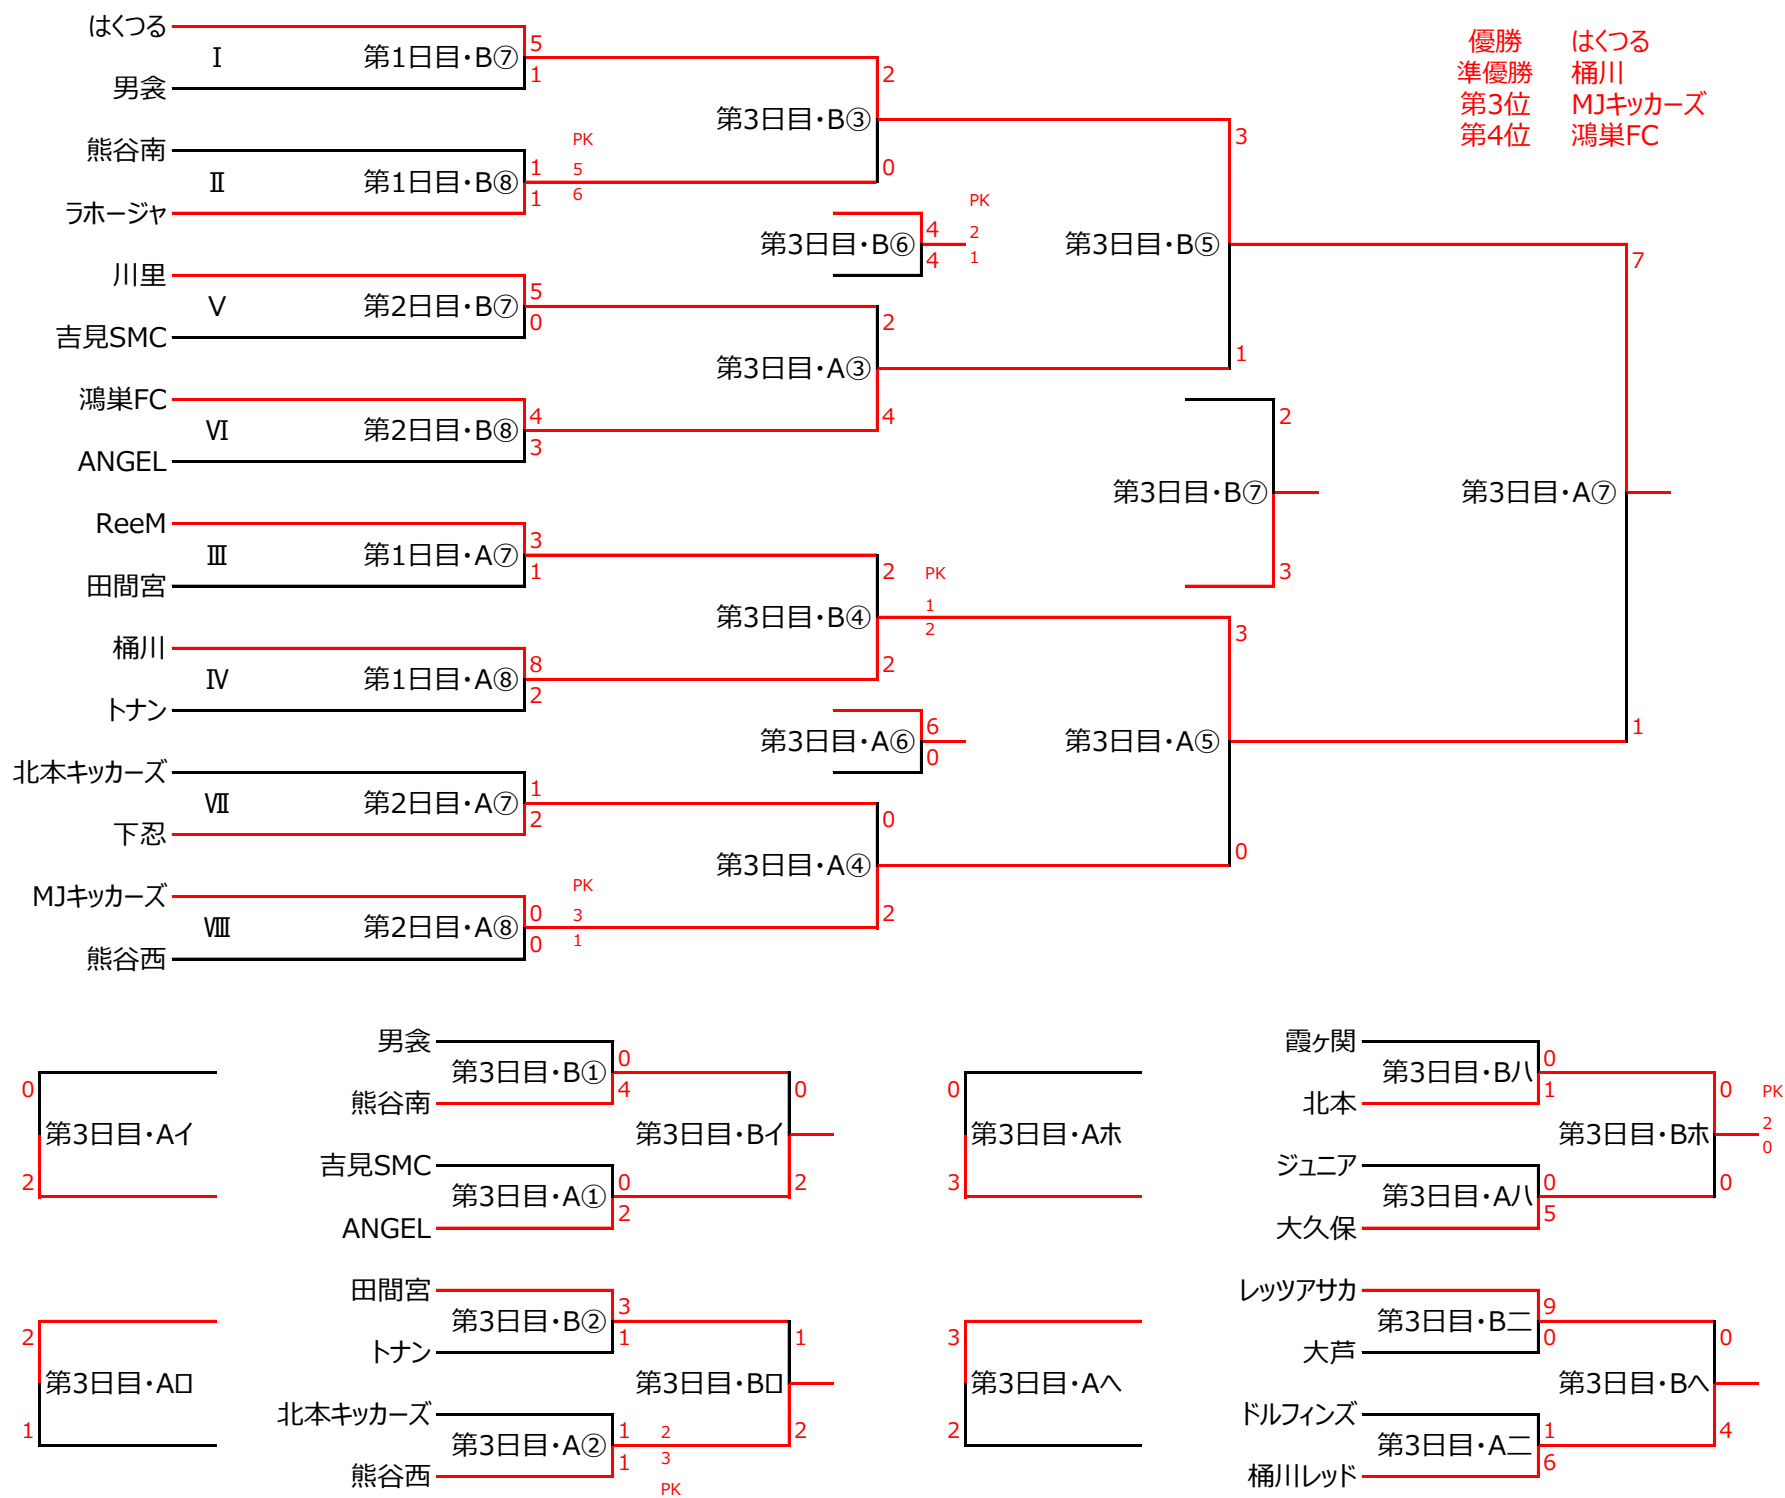 はくつる
Ⅰ
第1日目・B⑦
5
1
男衾
優勝 はくつる
準優勝 桶川
第3位 MJキッカーズ
第4位 鴻巣FC
2
第3日目・B③
0
熊谷南
Ⅱ
第1日目・B⑧
1
1
PK
5
6
ラホージャ
3
第3日目・B⑤
1
第3日目・B⑥
4
4
PK
2
1
川里
Ⅴ
第2日目・B⑦
5
0
吉見SMC
2
第3日目・A③
4
鴻巣FC
Ⅵ
第2日目・B⑧
4
3
ANGEL
7
第3日目・A⑦
1
2
第3日目・B⑦
3
ReeM
Ⅲ
第1日目・A⑦
3
1
田間宮
2
第3日目・B④
2
PK
1
2
桶川
Ⅳ
第1日目・A⑧
8
2
トナン
3
第3日目・A⑤
0
第3日目・A⑥
6
0
北本キッカーズ
Ⅶ
第2日目・A⑦
1
2
下忍
0
第3日目・A④
2
MJキッカーズ
Ⅷ
第2日目・A⑧
0
0
PK
3
1
熊谷西
0
第3日目・Aイ
2
男衾
第3日目・B①
0
4
熊谷南
0
第3日目・Bイ
2
吉見SMC
第3日目・A①
0
2
ANGEL
0
第3日目・Aホ
3
霞ヶ関
第3日目・Bハ
0
1
北本
0
第3日目・Bホ
0
PK
2
0
ジュニア
第3日目・Aハ
0
5
大久保
2
第3日目・Aロ
1
田間宮
第3日目・B②
3
1
トナン
1
第3日目・Bロ
2
北本キッカーズ
第3日目・A②
1
1
2
3
PK
熊谷西
3
第3日目・Aヘ
2
レッツアサカ
第3日目・Bニ
9
0
大芦
0
第3日目・Bヘ
4
ドルフィンズ
第3日目・Aニ
1
6
桶川レッド